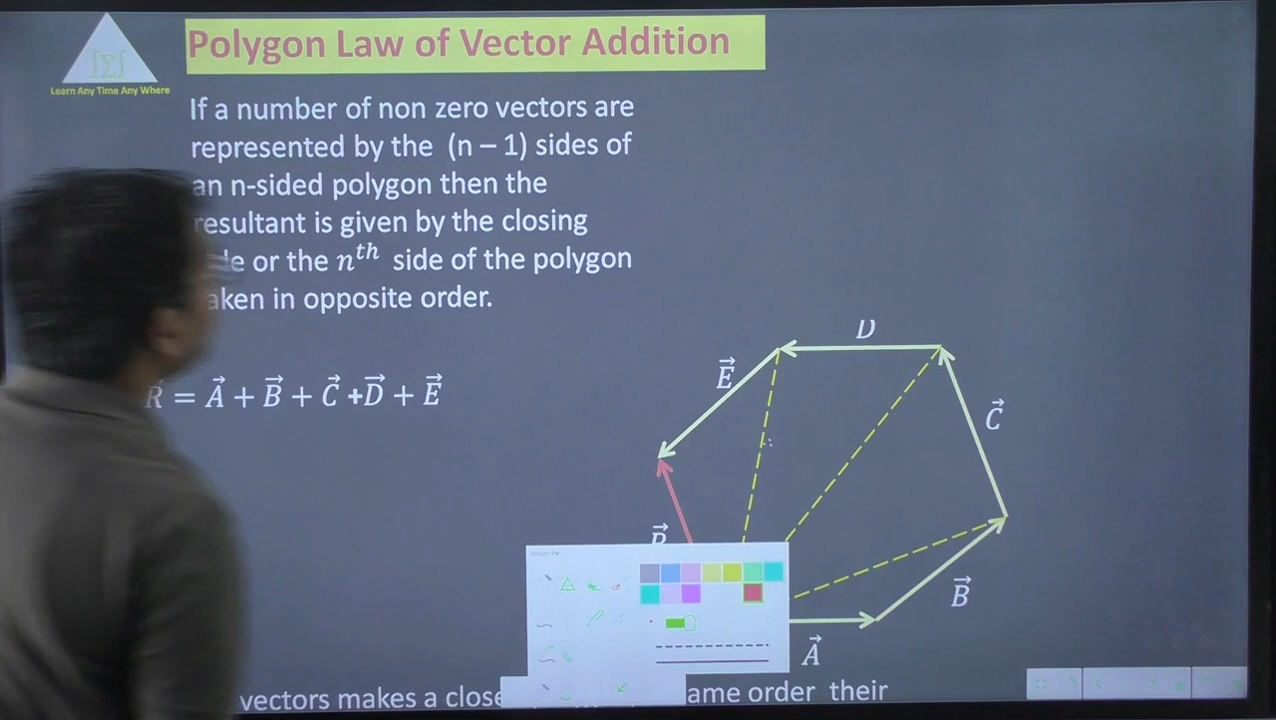 Polygon Law of Vector Addition
Learn Any Time Any Where
If a number of non zero vectors are
represented by the (n – 1) sides of
an n-sided polygon then the
resultant is given by the closing
or the nᵗʰ side of the polygon
taken in opposite order.
R = A⃗ + B⃗ + C⃗ +D⃗ + E⃗
D
E⃗
C⃗
B⃗
A⃗
vectors makes a close ame order their